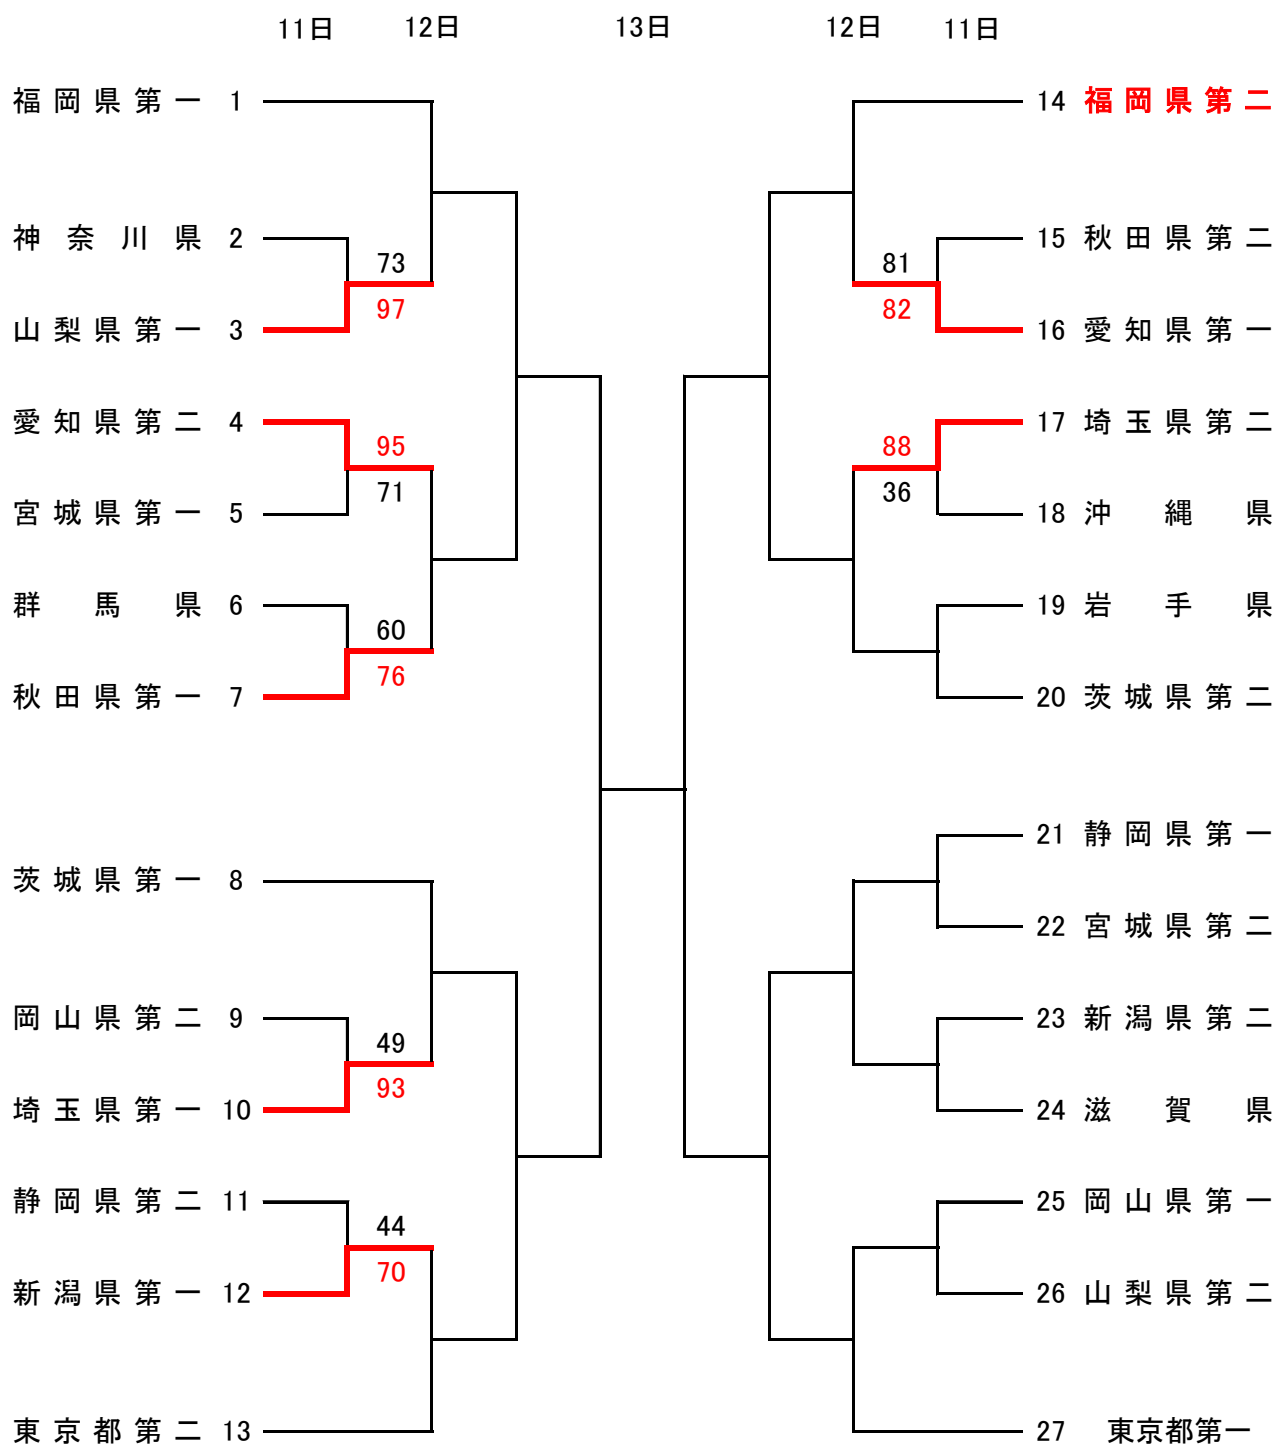 11日 12日 13日 12日 11日
福岡県第一 1
14 福岡県第二
神奈川県 2
15 秋田県第二
73
81
97
82
山梨県第一 3
16 愛知県第一
愛知県第二 4
17 埼玉県第二
95
88
71
36
宮城県第一 5
18 沖縄県
群馬県 6
19 岩手県
60
76
秋田県第一 7
20 茨城県第二
21 静岡県第一
茨城県第一 8
22 宮城県第二
岡山県第二 9
23 新潟県第二
49
93
埼玉県第一 10
24 滋賀県
静岡県第二 11
25 岡山県第一
44
70
新潟県第一 12
26 山梨県第二
東京都第二 13
27 東京都第一